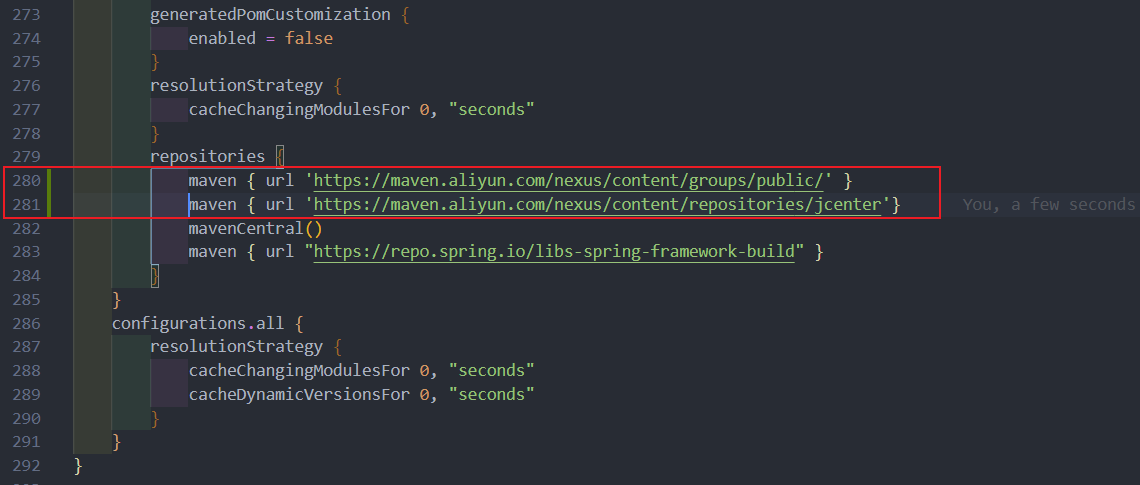 273 generatedPomCustomization {
274 enabled = false
275 }
276 resolutionStrategy {
277 cacheChangingModulesFor 0, "seconds"
278 }
279 repositories {
280 maven { url 'https://maven.aliyun.com/nexus/content/groups/public/' }
281 maven { url 'https://maven.aliyun.com/nexus/content/repositories/jcenter'} You, a few seconds
282 mavenCentral()
283 maven { url "https://repo.spring.io/libs-spring-framework-build" }
284 }
285 }
286 configurations.all {
287 resolutionStrategy {
288 cacheChangingModulesFor 0, "seconds"
289 cacheDynamicVersionsFor 0, "seconds"
290 }
291 }
292 }